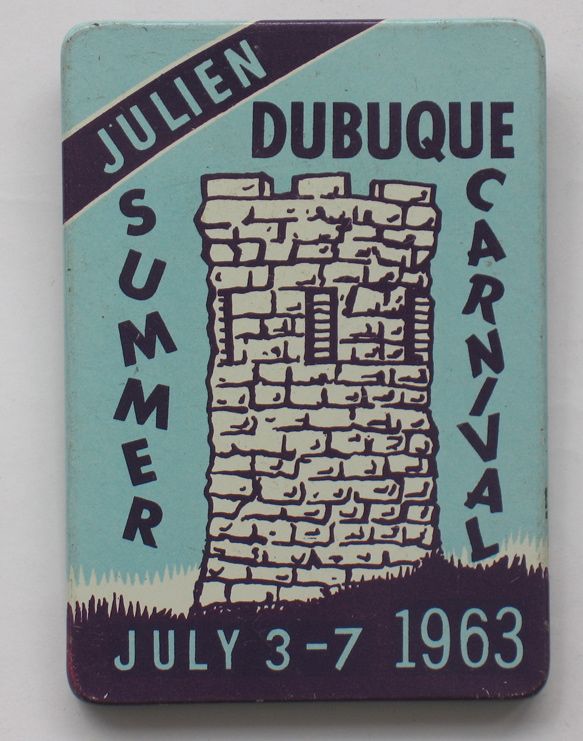 JULIEN
DUBUQUE
SUMMER
CARNIVAL
JULY 3-7 1963